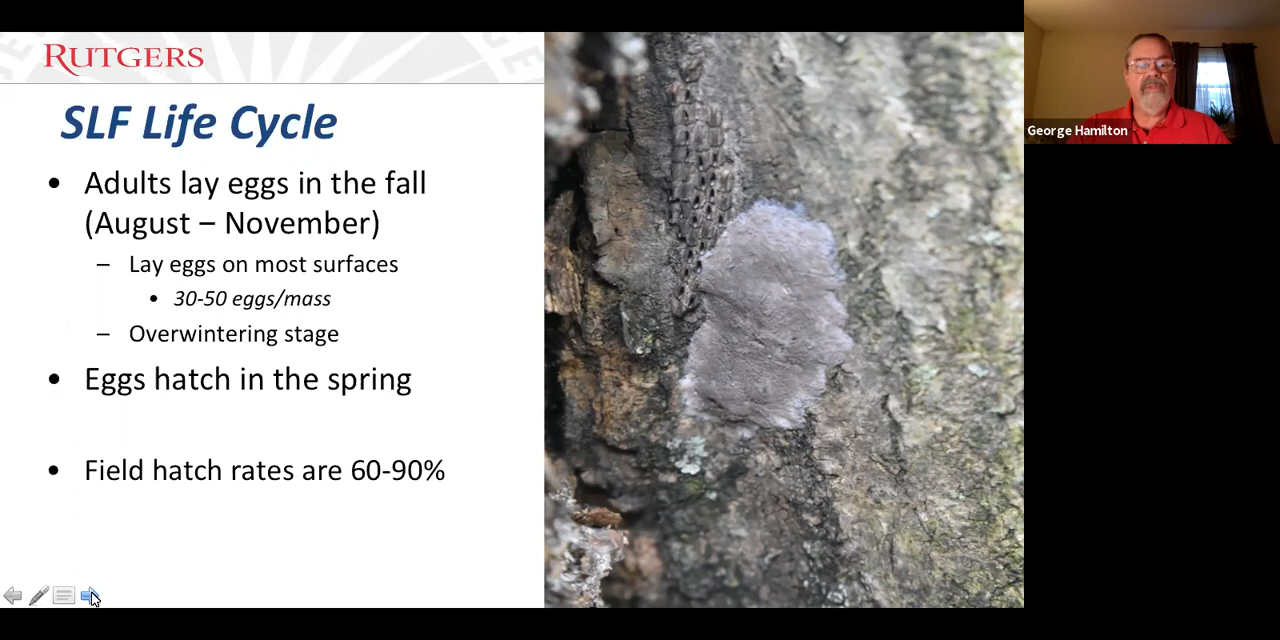 RUTGERS
SLF Life Cycle
• Adults lay eggs in the fall
(August – November)
– Lay eggs on most surfaces
• 30-50 eggs/mass
– Overwintering stage
• Eggs hatch in the spring
• Field hatch rates are 60-90%
George Hamilton